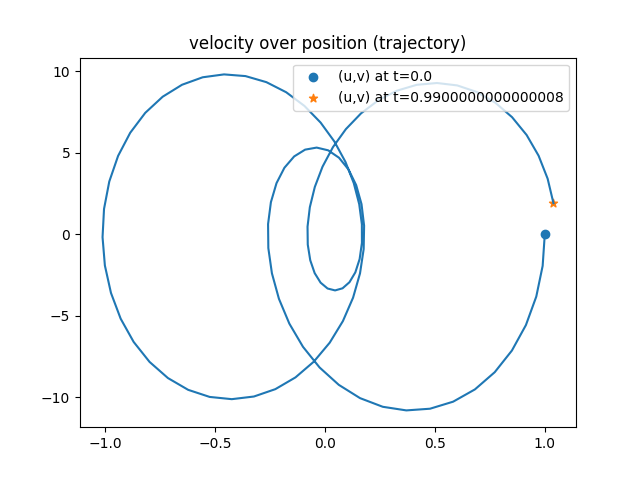 velocity over position (trajectory)
(u,v) at t=0.0
(u,v) at t=0.9900000000000008
10
5
0
−5
−10
−1.0 −0.5 0.0 0.5 1.0